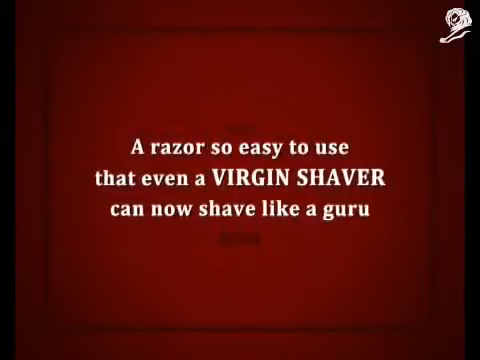 A razor so easy to use
that even a VIRGIN SHAVER
can now shave like a guru